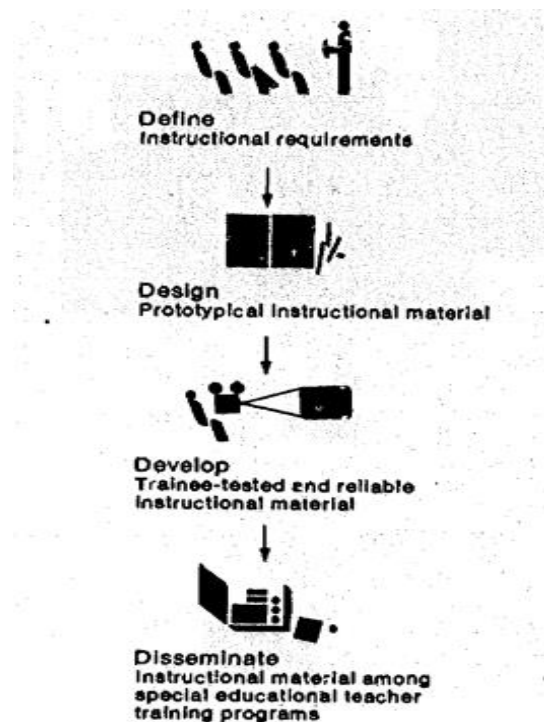 Define
Instructional requirements
Design
Prototypical instructional material
Develop
Trainee-tested and reliable
instructional material
Disseminate
Instructional material among
special educational teacher
training programs